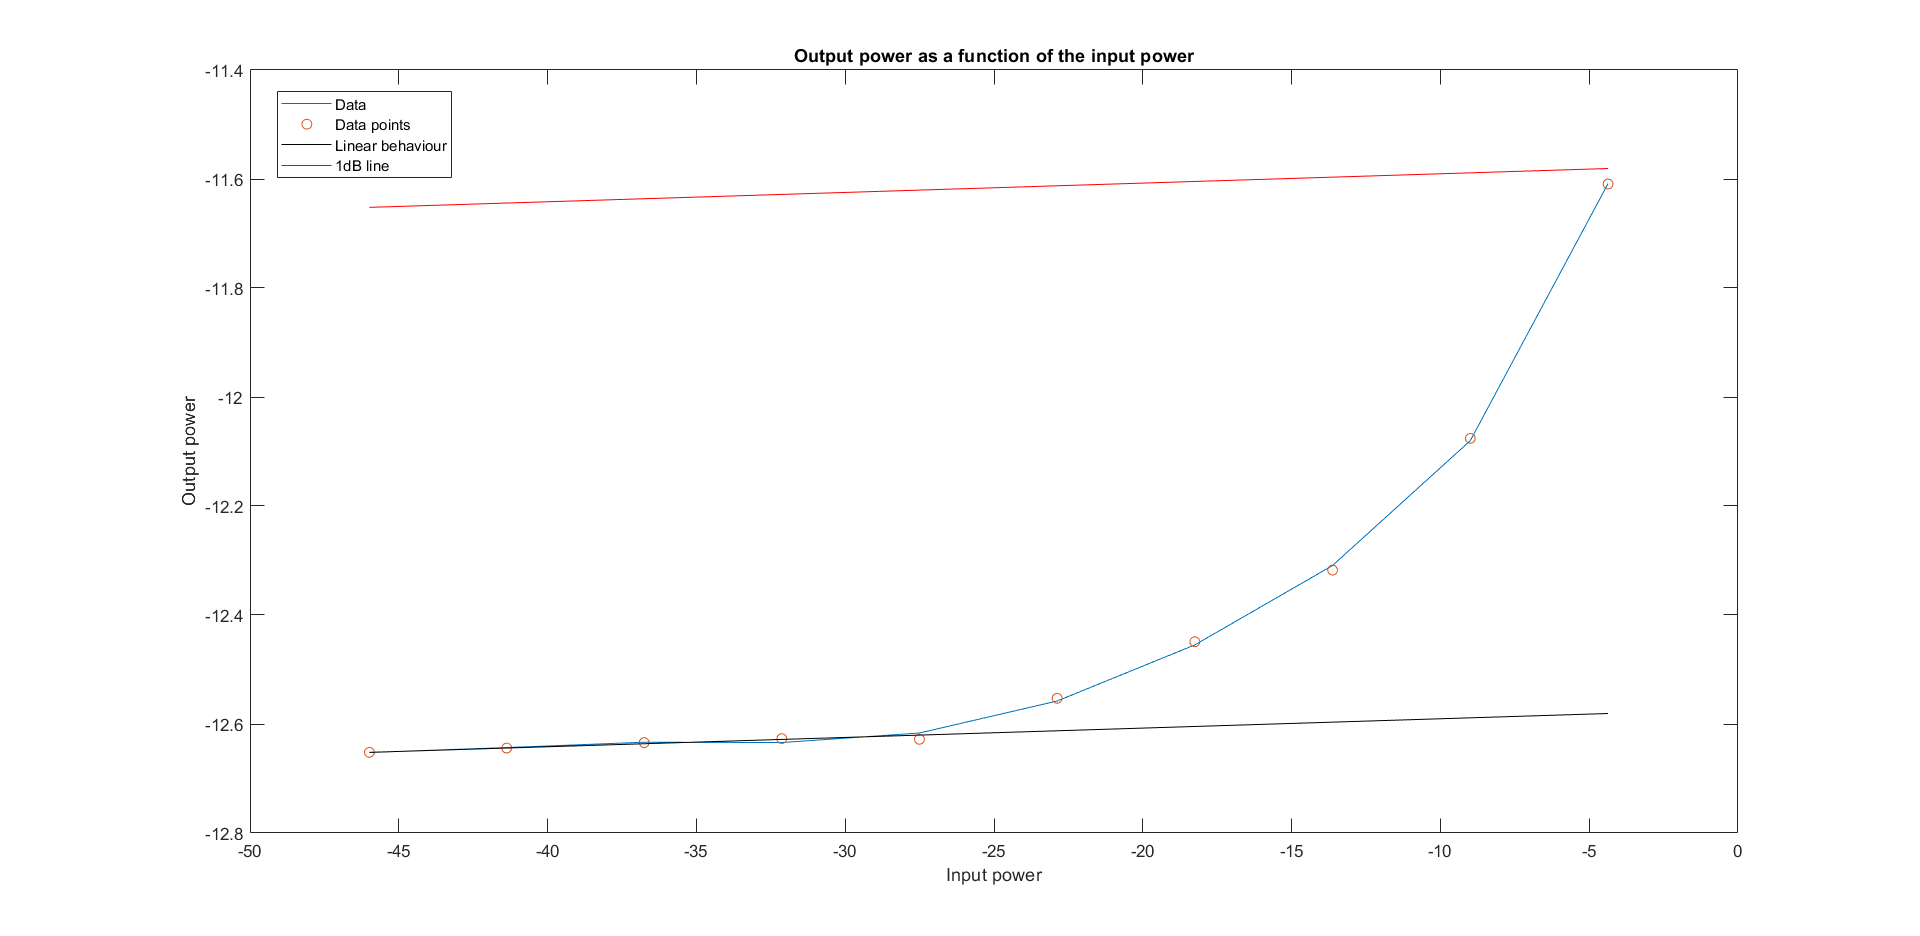 Output power as a function of the input power
-11.4
-11.6
-11.8
-12
-12.2
-12.4
-12.6
-12.8
Output power
Data
Data points
Linear behaviour
1dB line
-50 -45 -40 -35 -30 -25 -20 -15 -10 -5 0
Input power